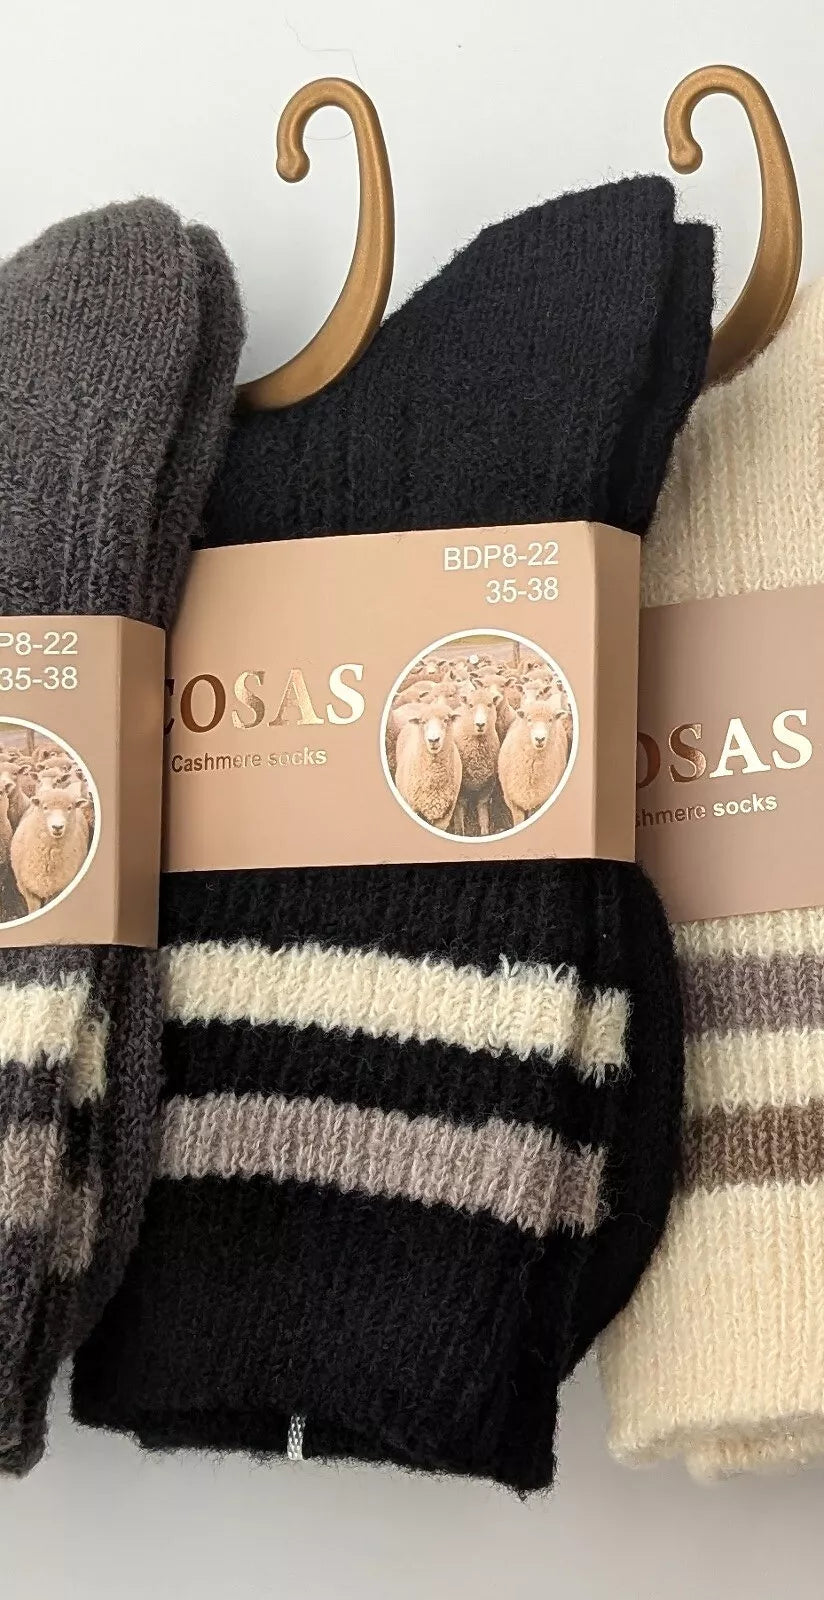 P8-22
35-38
BDP8-22
35-38
COSAS
Cashmere socks
OSAS
shmere socks